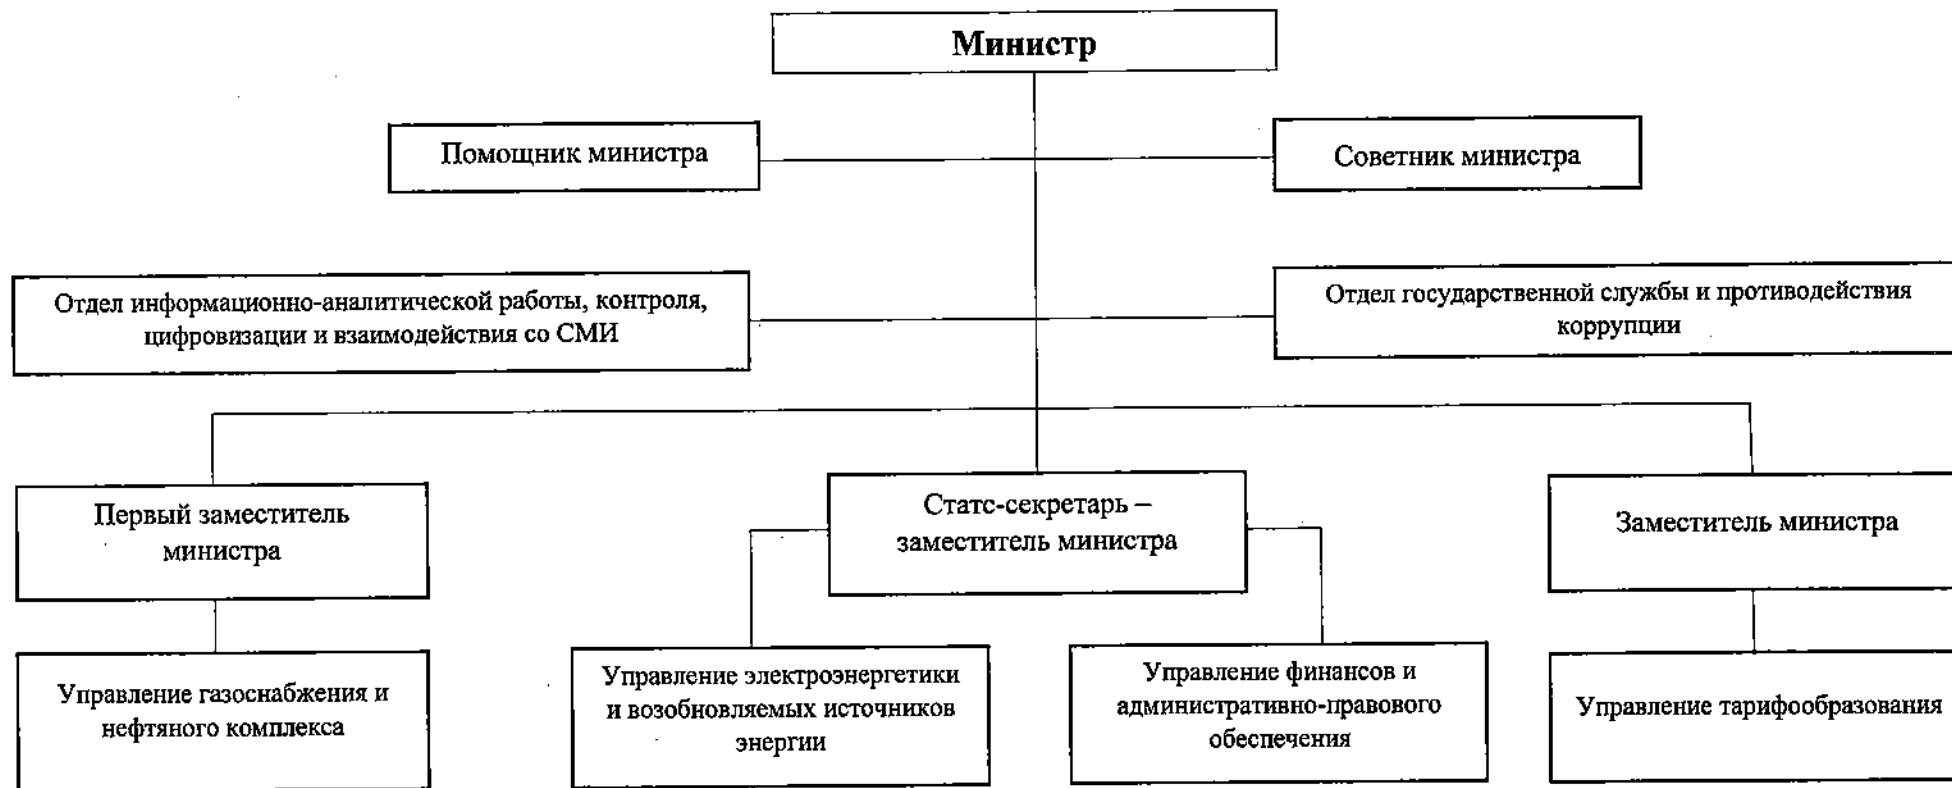 Министр
Помощник министра
Советник министра
Отдел информационно-аналитической работы, контроля,
цифровизации и взаимодействия со СМИ
Отдел государственной службы и противодействия
коррупции
Первый заместитель
министра
Статс-секретарь –
заместитель министра
Заместитель министра
Управление газоснабжения и
нефтяного комплекса
Управление электроэнергетики
и возобновляемых источников
энергии
Управление финансов и
административно-правового
обеспечения
Управление тарифообразования